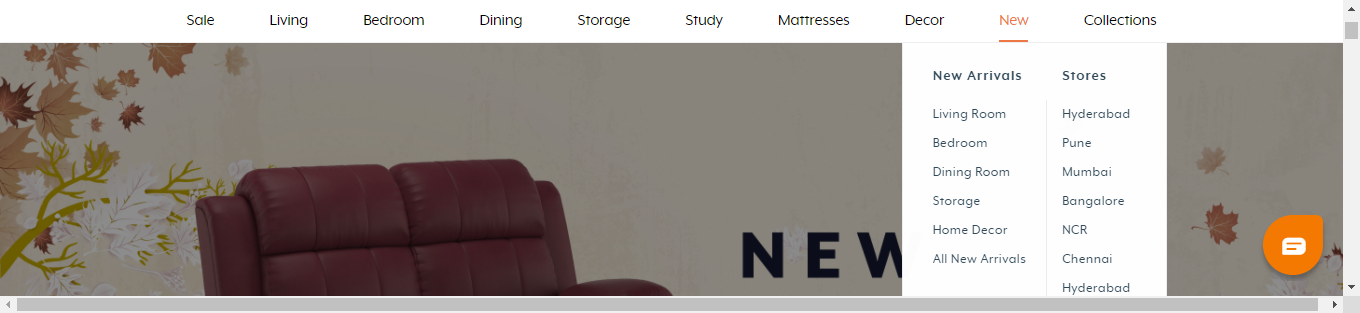 Sale Living Bedroom Dining Storage Study Mattresses Decor New Collections
New Arrivals
Living Room
Bedroom
Dining Room
Storage
Home Decor
All New Arrivals
Stores
Hyderabad
Pune
Mumbai
Bangalore
NCR
Chennai
Hyderabad
NEW